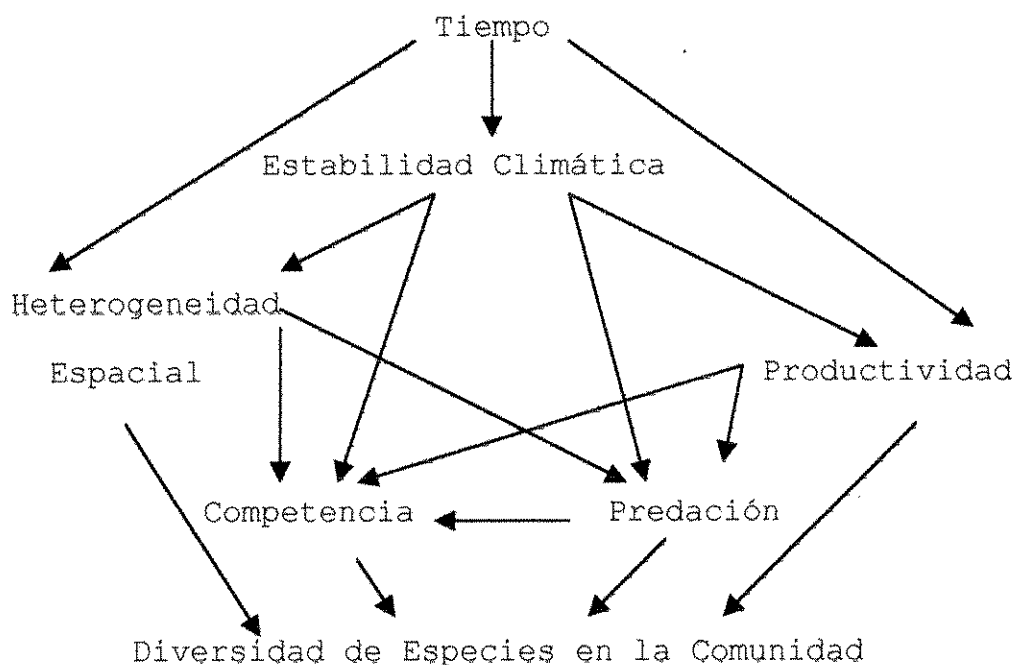 Tiempo
Estabilidad Climática
Heterogeneidad
Espacial
Productividad
Competencia
Predación
Diversidad de Especies en la Comunidad